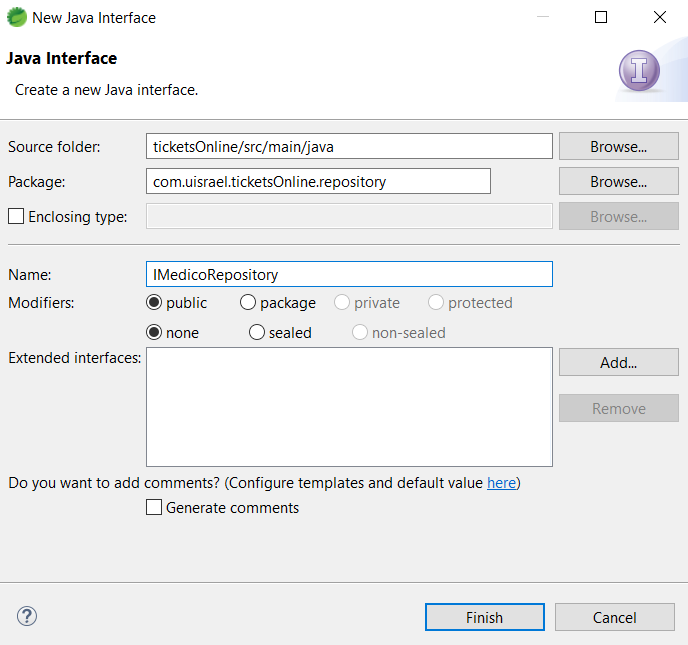 New Java Interface
Java Interface
Create a new Java interface.
I
Source folder: ticketsOnline/src/main/java Browse...
Package: com.uisrael.ticketsOnline.repository Browse...
Enclosing type: Browse...
Name: IMedicoRepository
Modifiers: public package private protected
none sealed non-sealed
Extended interfaces: Add...
Remove
Do you want to add comments? (Configure templates and default value here)
Generate comments
? Finish Cancel